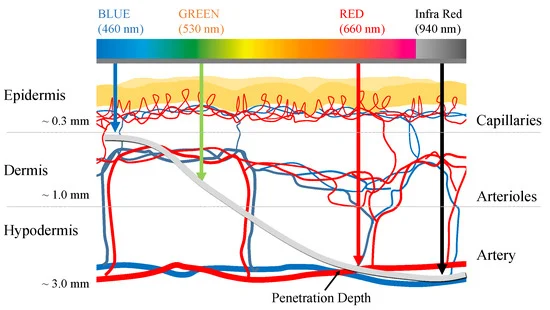 BLUE
(460 nm)
GREEN
(530 nm)
RED
(660 nm)
Infra Red
(940 nm)
Epidermis
~ 0.3 mm
Capillaries
Dermis
~ 1.0 mm
Arterioles
Hypodermis
Artery
~ 3.0 mm
Penetration Depth